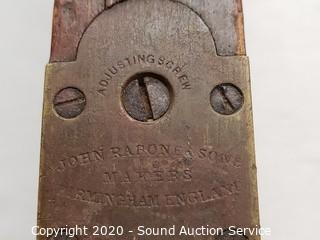 ADJUSTING SCREW
JOHN RABONE & SONS
MAKERS
BIRMINGHAM ENGLAND
Copyright 2020 - Sound Auction Service